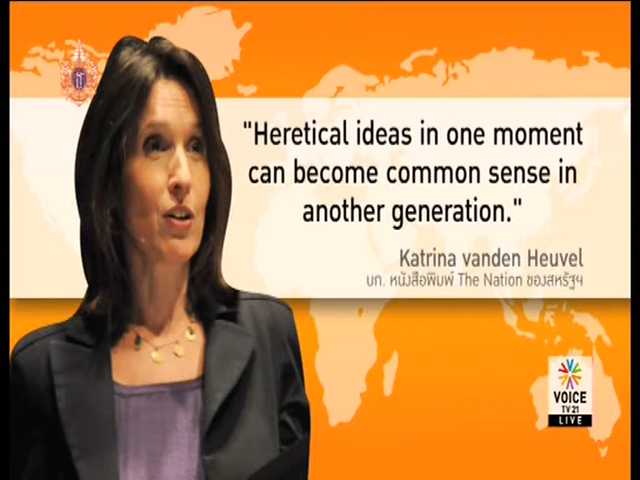 "Heretical ideas in one moment
can become common sense in
another generation."
Katrina vanden Heuvel
บก. หนังสือพิมพ์ The Nation ของสหรัฐฯ
VOICE
TV 21
LIVE